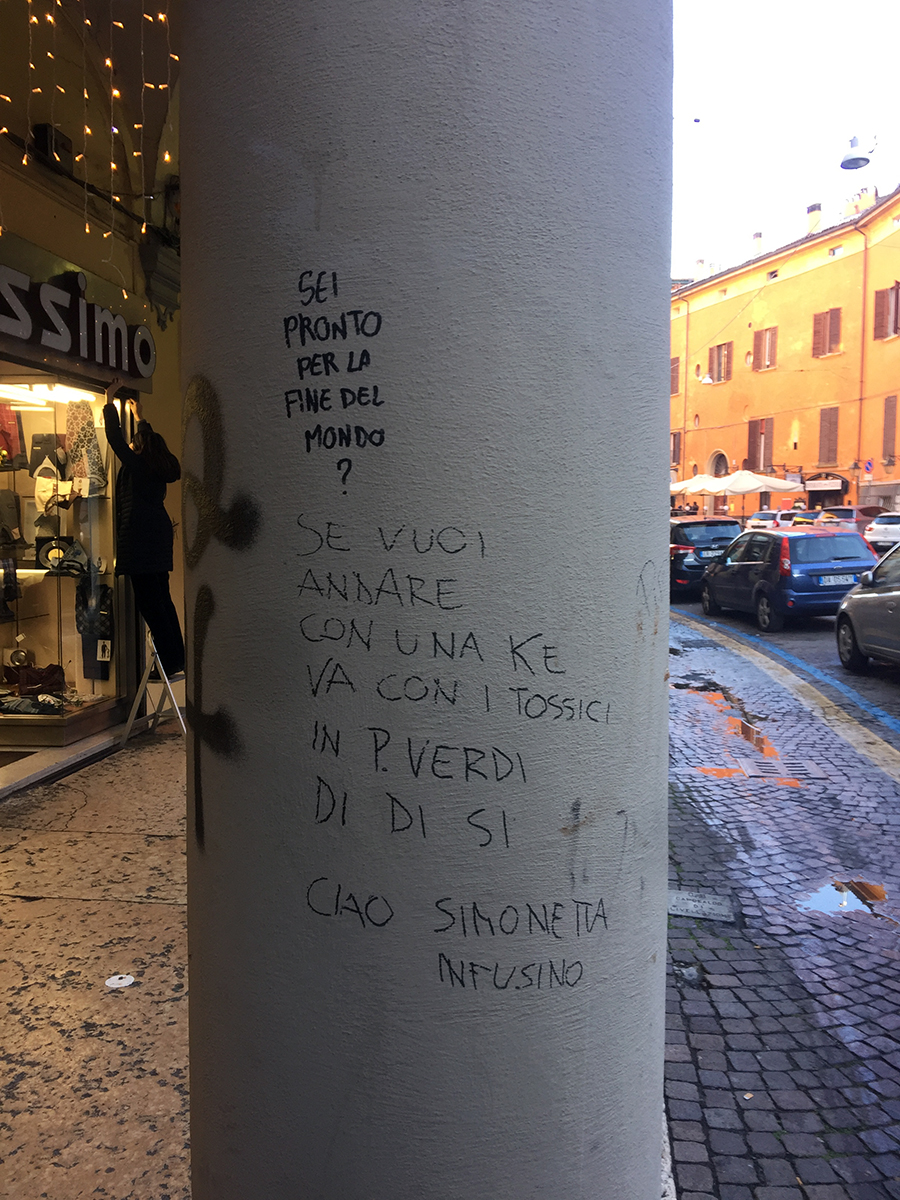 ssimo
SEI
PRONTO
PER LA
FINE DEL
MONDO
?
SE VUOI
ANDARE
CON UNA KE
VA CON I TOSSICI
IN P. VERDI
DI DI SI
CIAO SIMONETTA
INFUSINO